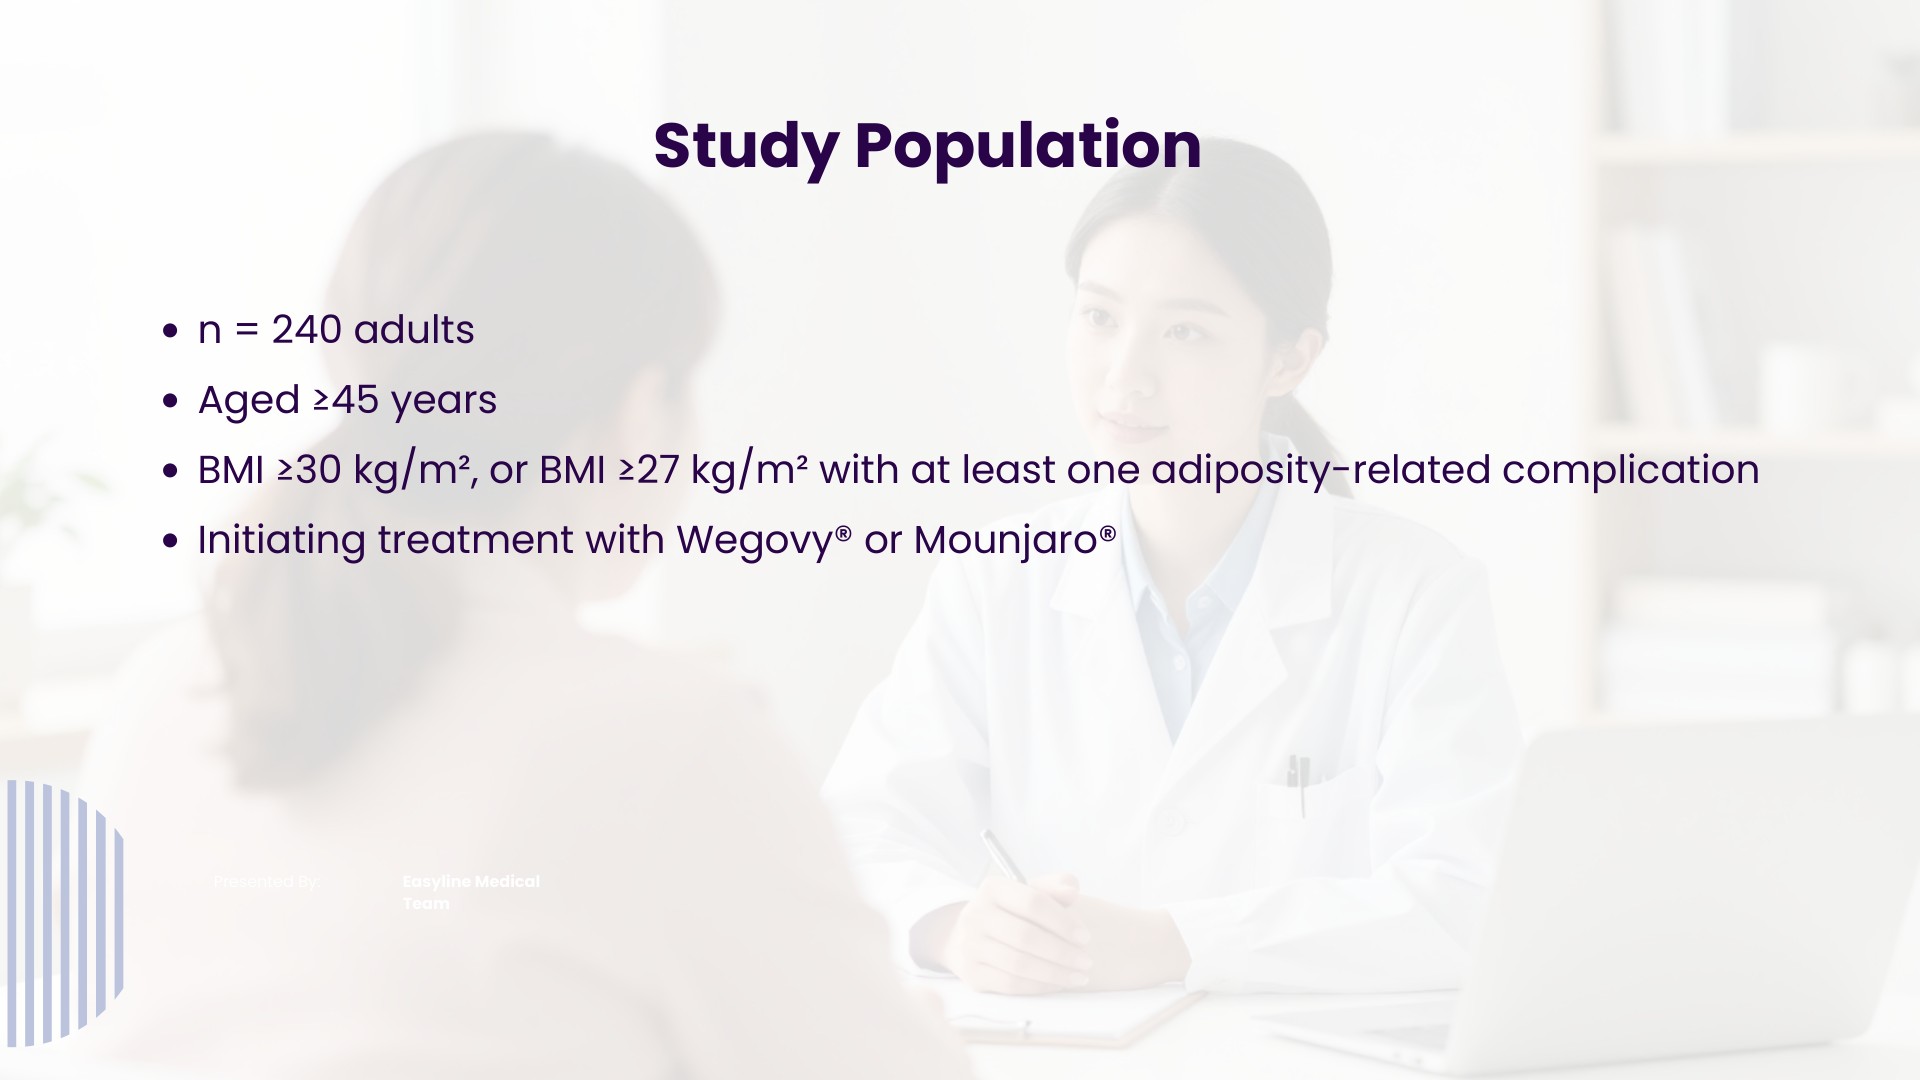 Study Population
• n = 240 adults
• Aged ≥45 years
• BMI ≥30 kg/m², or BMI ≥27 kg/m² with at least one adiposity-related complication
• Initiating treatment with Wegovy® or Mounjaro®
Presented By:
Easyline Medical
Team